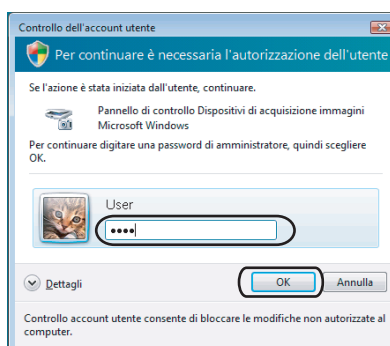 Controllo dell'account utente
Per continuare è necessaria l'autorizzazione dell'utente
Se l'azione è stata iniziata dall'utente, continuare.
Pannello di controllo Dispositivi di acquisizione immagini
Microsoft Windows
Per continuare digitare una password di amministratore, quindi scegliere
OK.
User
••••
Dettagli
OK
Annulla
Controllo account utente consente di bloccare le modifiche non autorizzate al
computer.